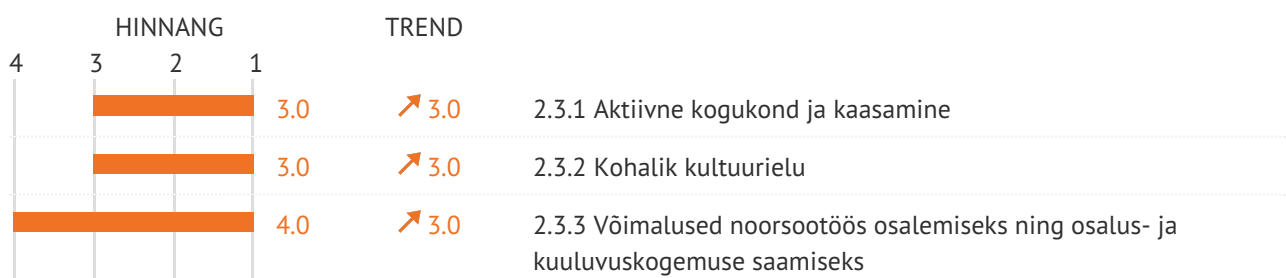 HINNANG TREND
4 3 2 1
3.0 3.0 2.3.1 Aktiivne kogukond ja kaasamine
3.0 3.0 2.3.2 Kohalik kultuurielu
4.0 3.0 2.3.3 Võimalused noorsootöös osalemiseks ning osalus- ja
kuuluvuskogemuse saamiseks